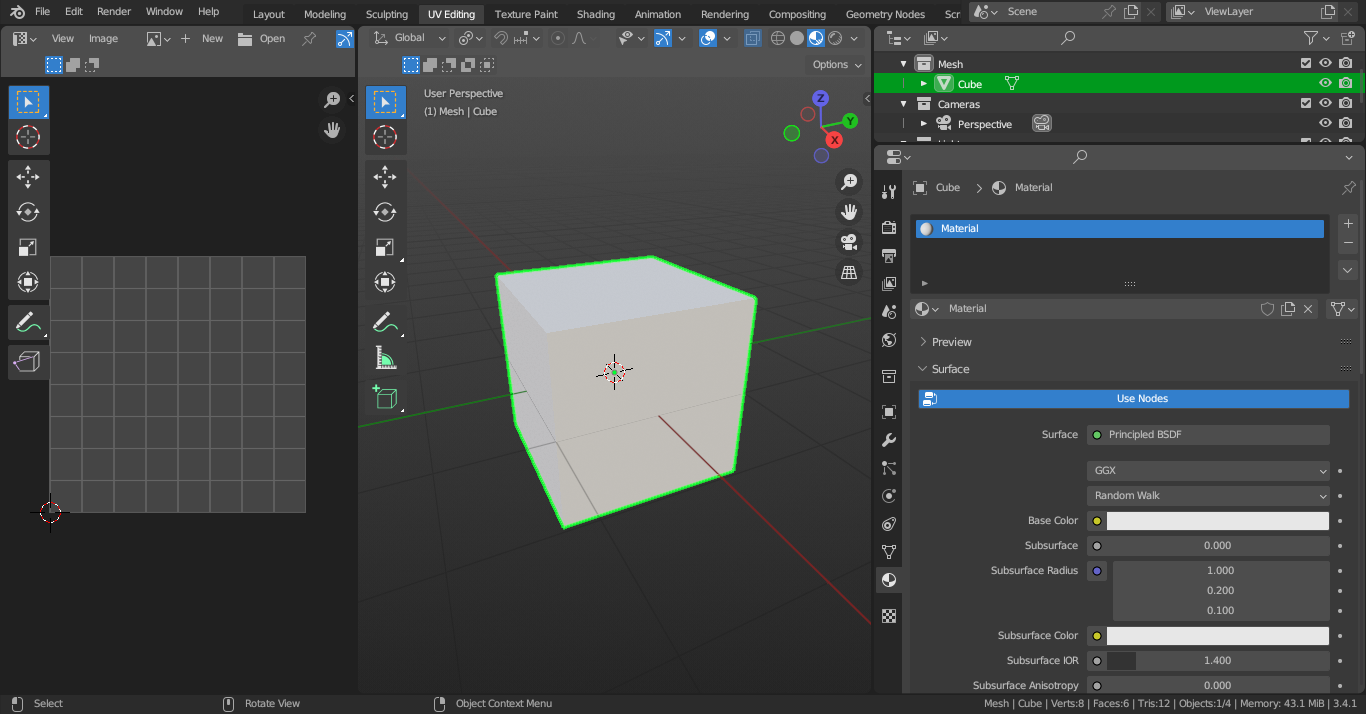 File Edit Render Window Help Layout Modeling Sculpting UV Editing Texture Paint Shading Animation Rendering Compositing Geometry Nodes Scr Scene ViewLayer
View Image New Open Global
Options
User Perspective
(1) Mesh | Cube
Z
Y
X
Mesh
Cube
Cameras
Perspective
Cube Material
Material
Material
Preview
Surface
Use Nodes
Surface Principled BSDF
GGX
Random Walk
Base Color
Subsurface 0.000
Subsurface Radius 1.000
0.200
0.100
Subsurface Color
Subsurface IOR 1.400
Subsurface Anisotropy 0.000
Select Rotate View Object Context Menu Mesh | Cube | Verts:8 | Faces:6 | Tris:12 | Objects:1/4 | Memory: 43.1 MiB | 3.4.1